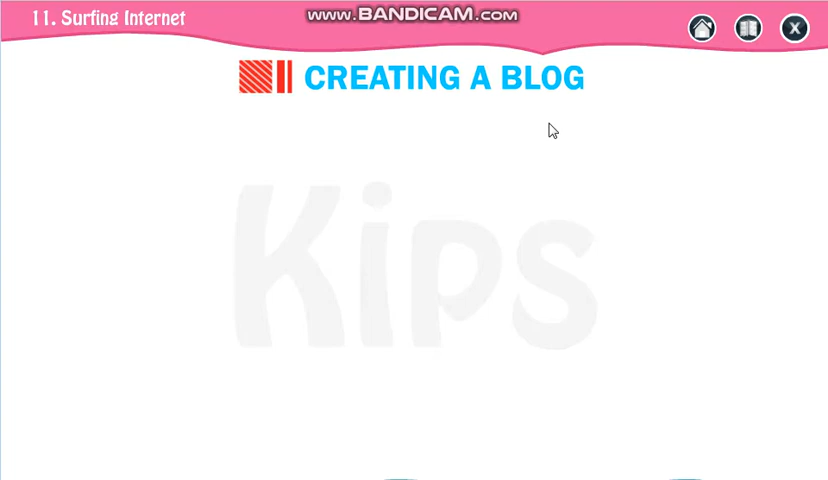 11. Surfing Internet
www.BANDICAM.com
X
CREATING A BLOG
Kips